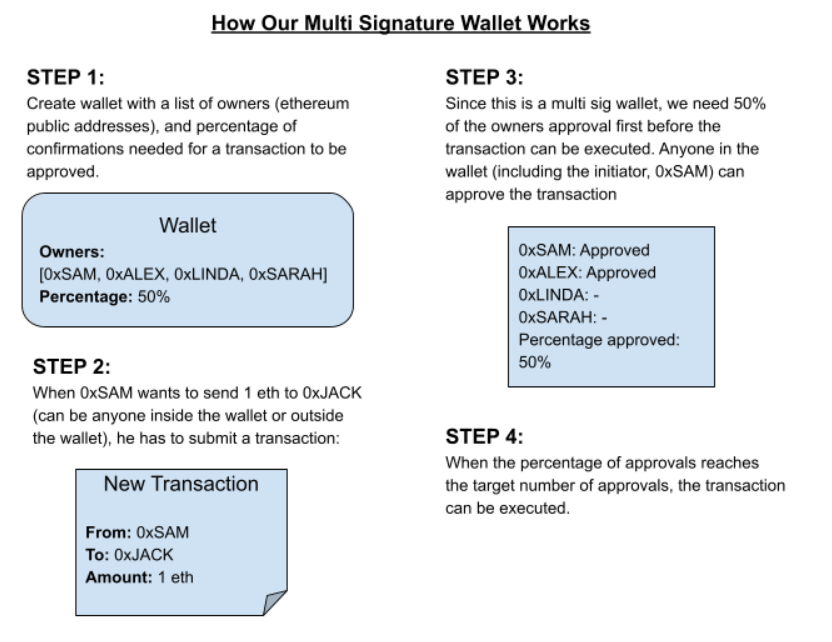 How Our Multi Signature Wallet Works
STEP 1:
Create wallet with a list of owners (ethereum
public addresses), and percentage of
confirmations needed for a transaction to be
approved.
Wallet
Owners:
[0xSAM, 0xALEX, 0xLINDA, 0xSARAH]
Percentage: 50%
STEP 2:
When 0xSAM wants to send 1 eth to 0xJACK
(can be anyone inside the wallet or outside
the wallet), he has to submit a transaction:
New Transaction
From: 0xSAM
To: 0xJACK
Amount: 1 eth
STEP 3:
Since this is a multi sig wallet, we need 50%
of the owners approval first before the
transaction can be executed. Anyone in the
wallet (including the initiator, 0xSAM) can
approve the transaction
0xSAM: Approved
0xALEX: Approved
0xLINDA: -
0xSARAH: -
Percentage approved:
50%
STEP 4:
When the percentage of approvals reaches
the target number of approvals, the transaction
can be executed.